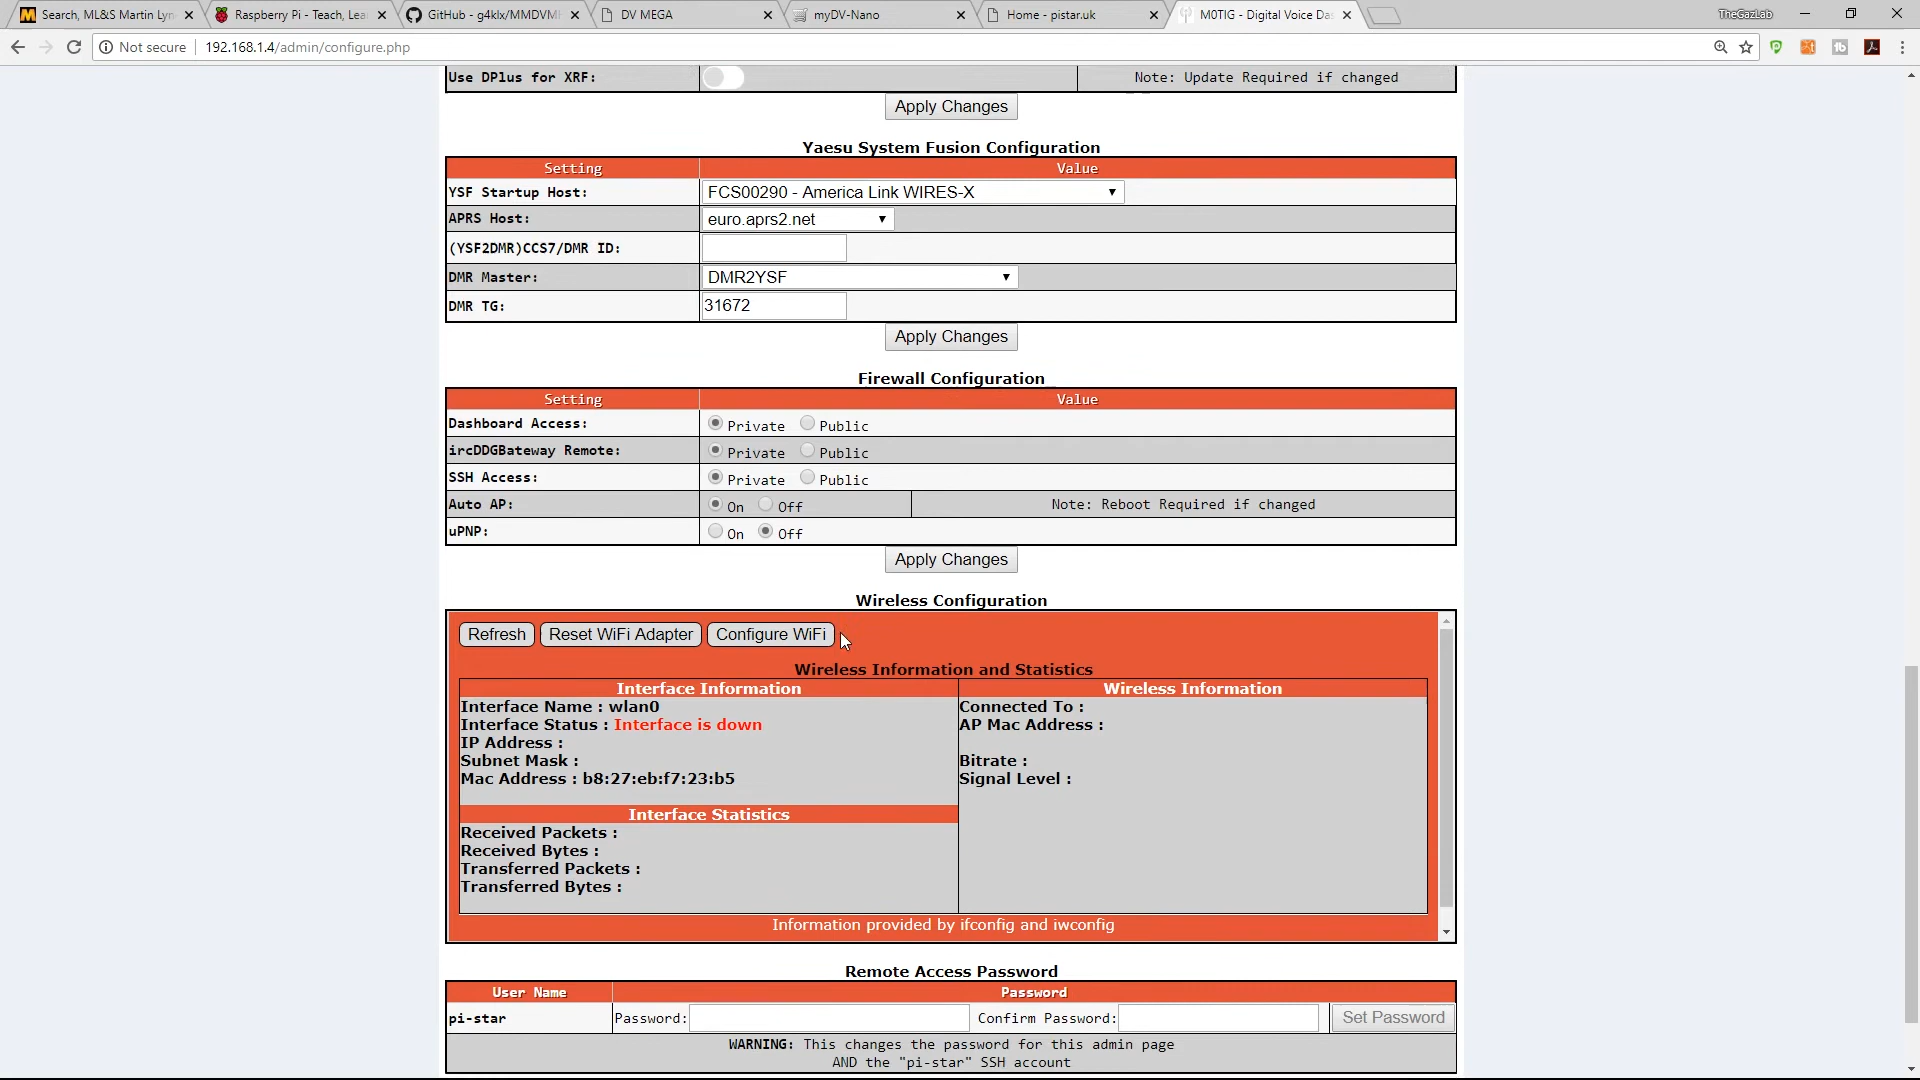 Search, ML&S Martin Lyn
Raspberry Pi - Teach, Lea
GitHub - g4klx/MMDVM
DV MEGA
myDV-Nano
Home - pistar.uk
M0TIG - Digital Voice Das
TheGazLab
Not secure 192.168.1.4/admin/configure.php
Use DPlus for XRF: Note: Update Required if changed
Apply Changes
Yaesu System Fusion Configuration
Setting Value
YSF Startup Host: FCS00290 - America Link WIRES-X
APRS Host: euro.aprs2.net
(YSF2DMR)CCS7/DMR ID:
DMR Master: DMR2YSF
DMR TG: 31672
Apply Changes
Firewall Configuration
Setting Value
Dashboard Access: Private Public
ircDDGBateway Remote: Private Public
SSH Access: Private Public
Auto AP: On Off Note: Reboot Required if changed
uPNP: On Off
Apply Changes
Wireless Configuration
Refresh Reset WiFi Adapter Configure WiFi
Wireless Information and Statistics
Interface Information Wireless Information
Interface Name : wlan0 Connected To :
Interface Status : Interface is down AP Mac Address :
IP Address :
Subnet Mask : Bitrate :
Mac Address : b8:27:eb:f7:23:b5 Signal Level :
Interface Statistics
Received Packets :
Received Bytes :
Transferred Packets :
Transferred Bytes :
Information provided by ifconfig and iwconfig
Remote Access Password
User Name Password
pi-star Password: Confirm Password: Set Password
WARNING: This changes the password for this admin page
AND the "pi-star" SSH account